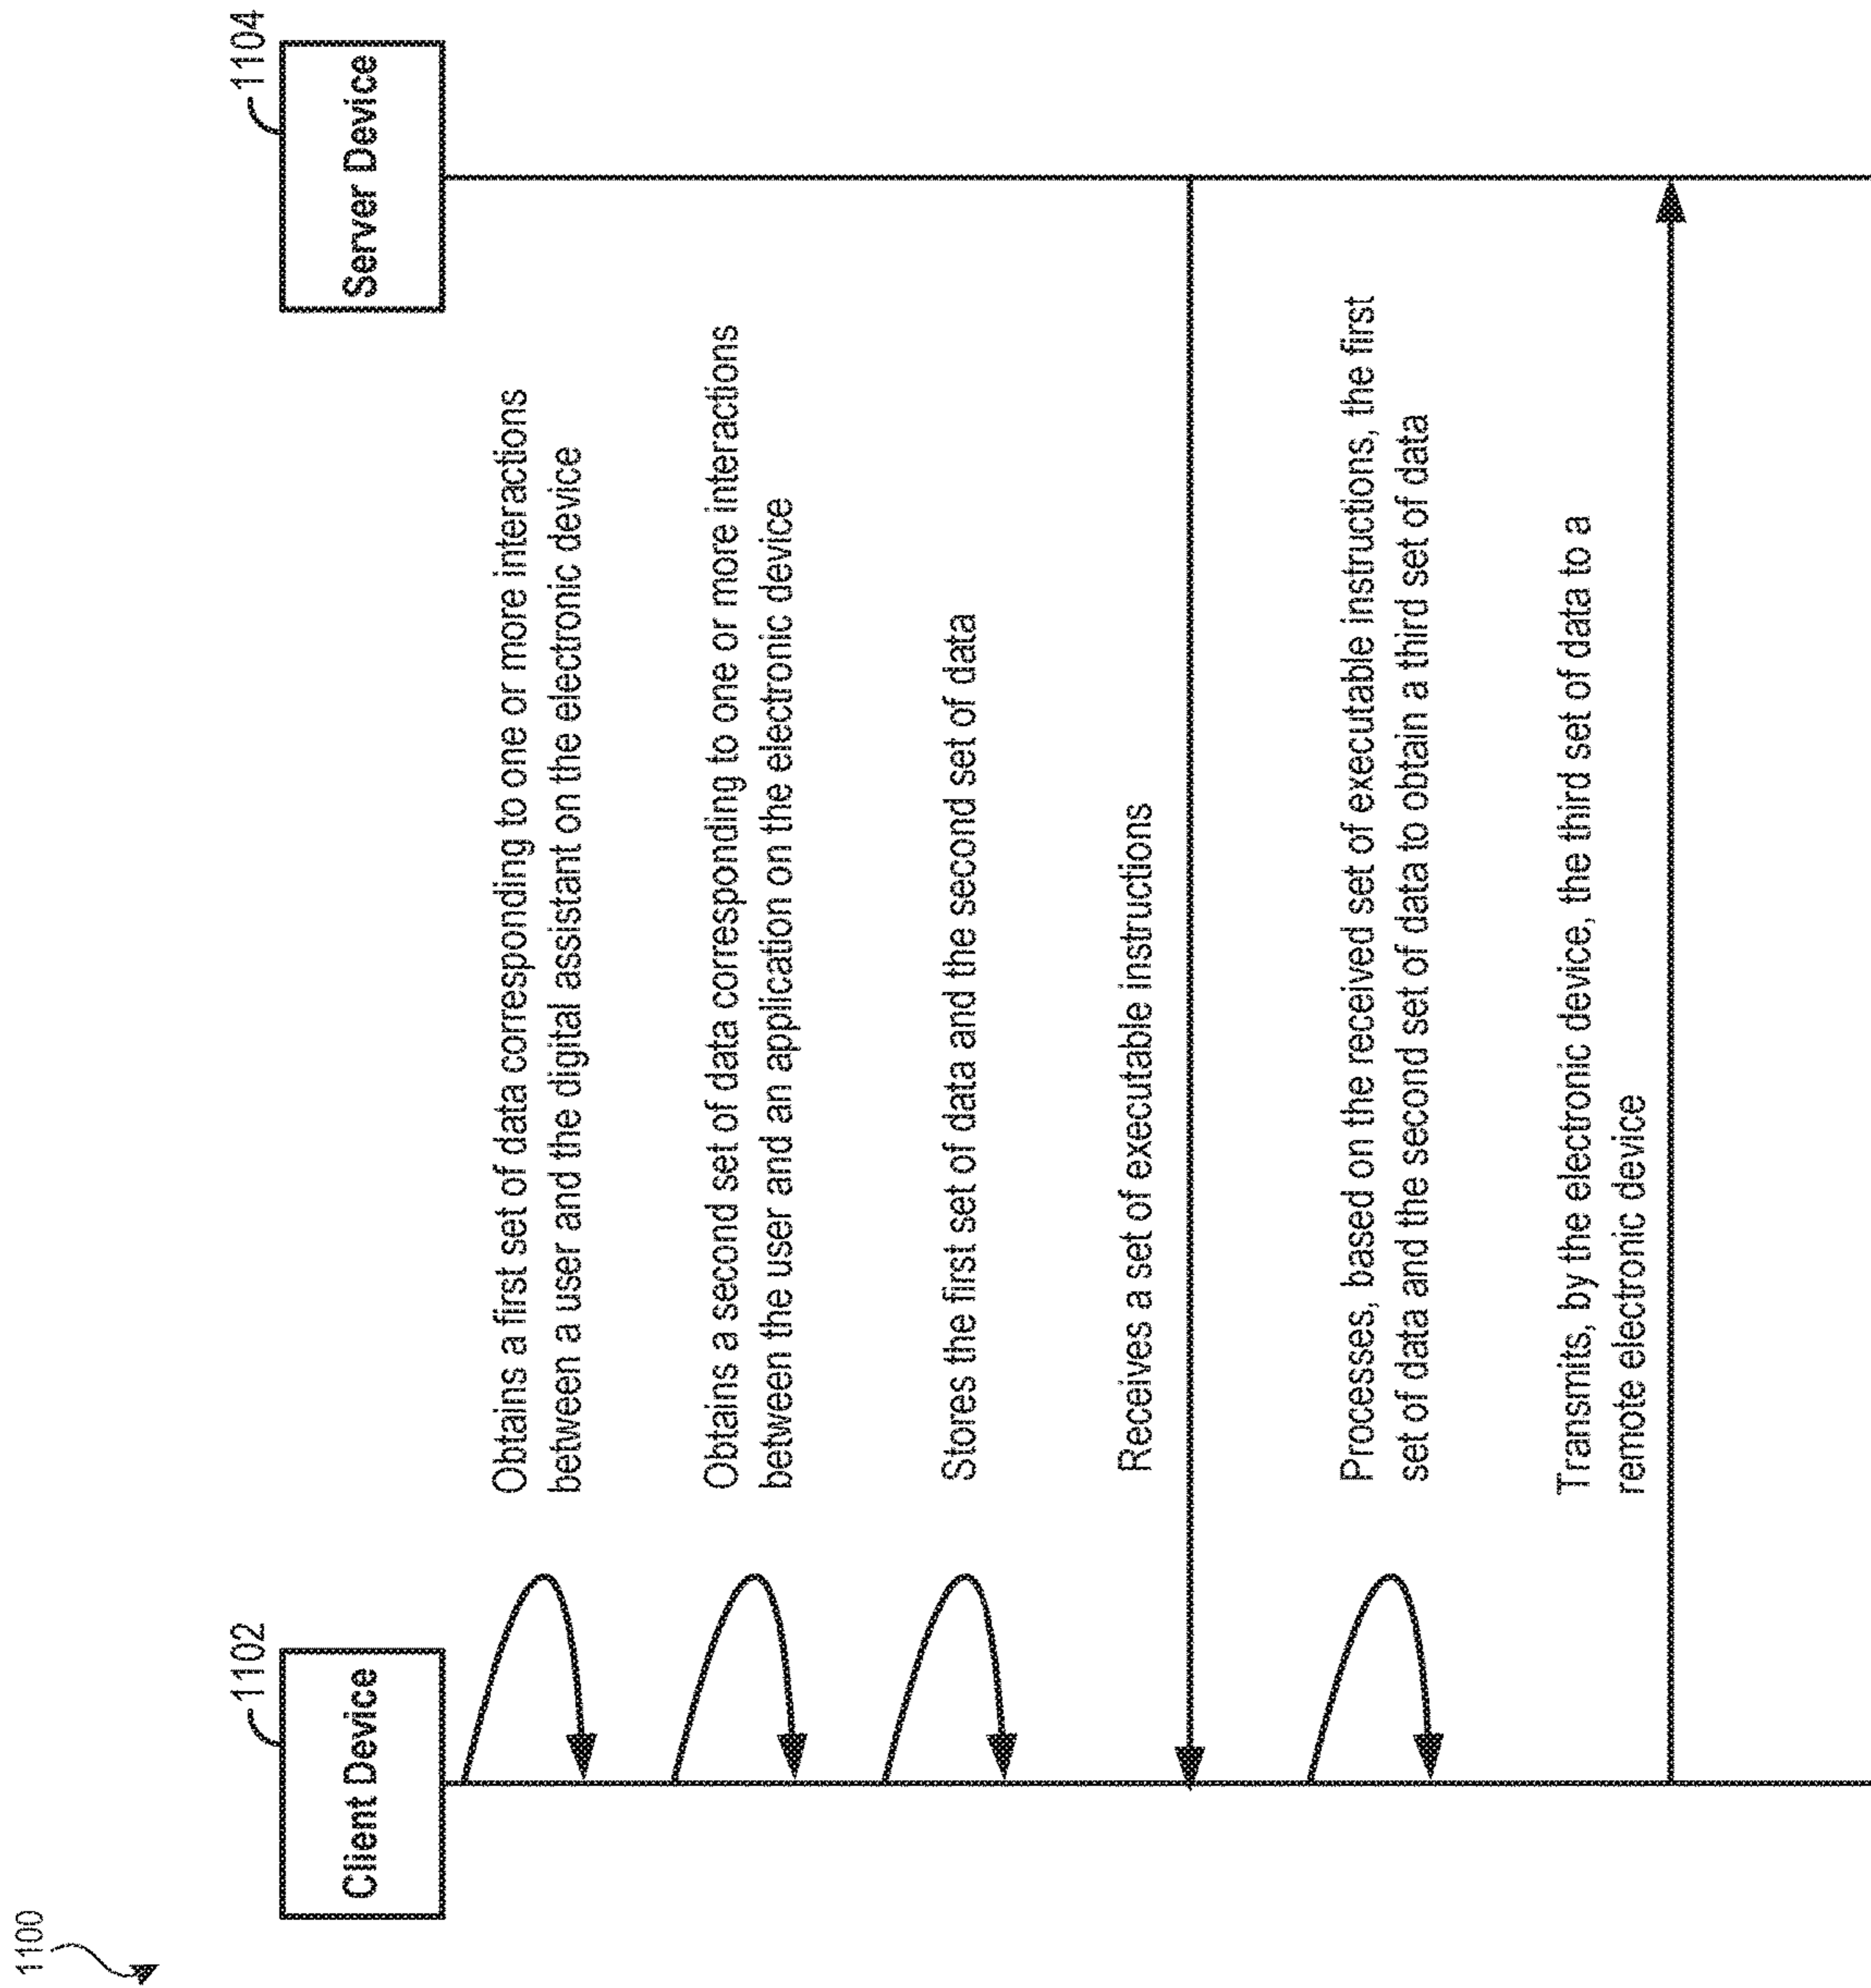 1100
1102
Client Device
1104
Server Device
Obtains a first set of data corresponding to one or more interactions
between a user and the digital assistant on the electronic device
Obtains a second set of data corresponding to one or more interactions
between the user and an application on the electronic device
Stores the first set of data and the second set of data
Receives a set of executable instructions
Processes, based on the received set of executable instructions, the first
set of data and the second set of data to obtain a third set of data
Transmits, by the electronic device, the third set of data to a
remote electronic device